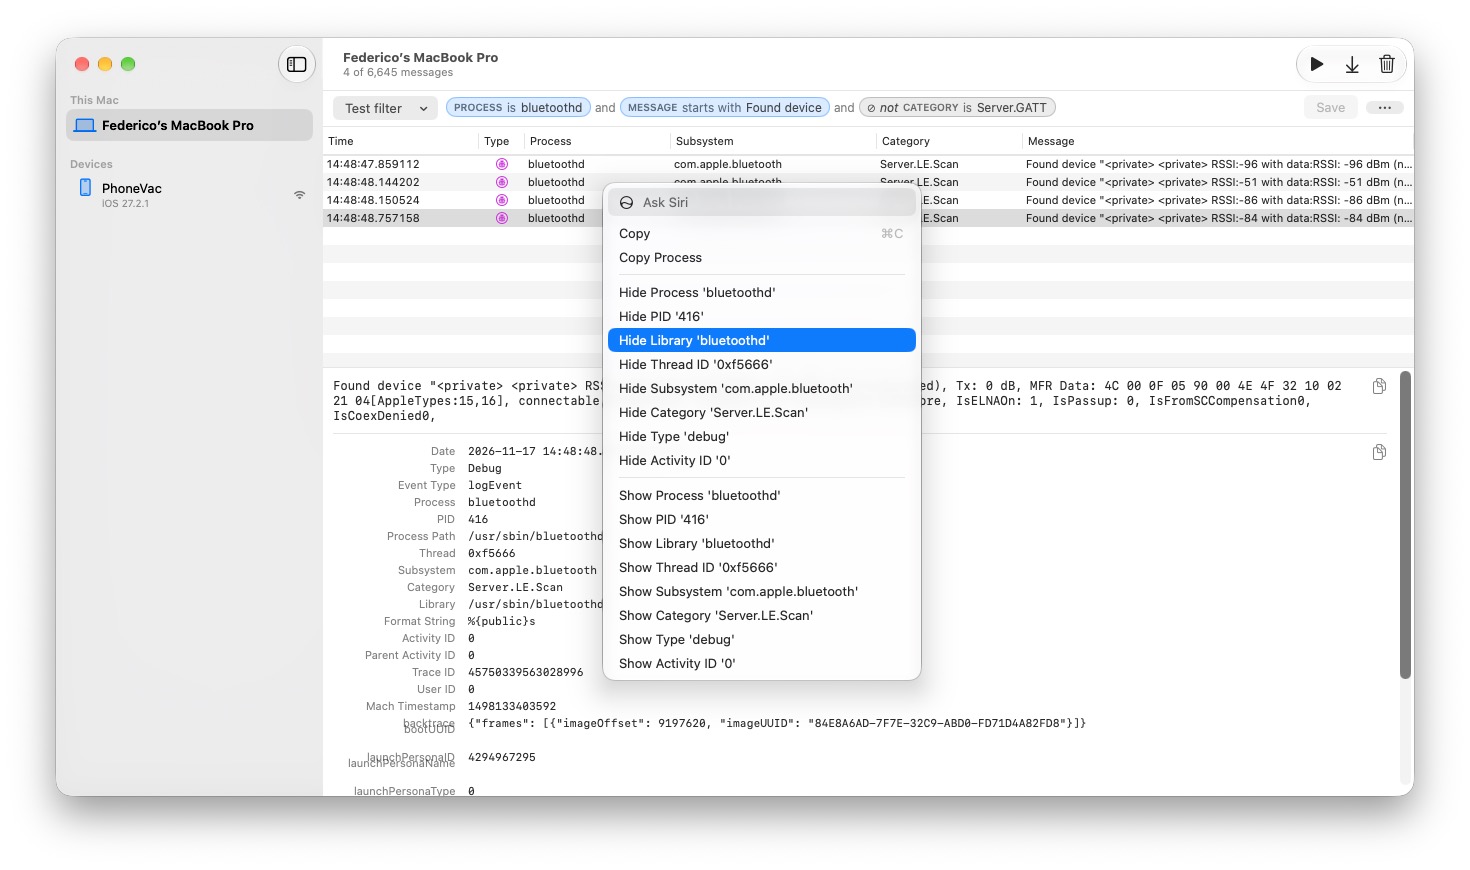 Federico’s MacBook Pro
4 of 6,645 messages
This Mac
Federico’s MacBook Pro
Devices
PhoneVac
iOS 27.2.1
Test filter
PROCESS is bluetoothd and MESSAGE starts with Found device and not CATEGORY is Server.GATT
Save
Time Type Process Subsystem Category Message
14:48:47.859112 bluetoothd com.apple.bluetooth Server.LE.Scan Found device "<private> <private> RSSI:-96 with data:RSSI: -96 dBm (n...
14:48:48.144202 bluetoothd com.apple.bluetooth Server.LE.Scan Found device "<private> <private> RSSI:-51 with data:RSSI: -51 dBm (n...
14:48:48.150524 bluetoothd E.Scan Found device "<private> <private> RSSI:-86 with data:RSSI: -86 dBm (n...
14:48:48.757158 bluetoothd E.Scan Found device "<private> <private> RSSI:-84 with data:RSSI: -84 dBm (n...
Ask Siri
Copy ⌘C
Copy Process
Hide Process 'bluetoothd'
Hide PID '416'
Hide Library 'bluetoothd'
Hide Thread ID '0xf5666'
Hide Subsystem 'com.apple.bluetooth'
Hide Category 'Server.LE.Scan'
Hide Type 'debug'
Hide Activity ID '0'
Show Process 'bluetoothd'
Show PID '416'
Show Library 'bluetoothd'
Show Thread ID '0xf5666'
Show Subsystem 'com.apple.bluetooth'
Show Category 'Server.LE.Scan'
Show Type 'debug'
Show Activity ID '0'
Found device "<private> <private> ed), Tx: 0 dB, MFR Data: 4C 00 0F 05 90 00 4E 4F 32 10 02
21 04[AppleTypes:15,16], connectable, ore, IsELNAOn: 1, IsPassup: 0, IsFromSCCompensation0,
IsCoexDenied0,
Date 2026-11-17 14:48:48.
Type Debug
Event Type logEvent
Process bluetoothd
PID 416
Process Path /usr/sbin/bluetoothd
Thread 0xf5666
Subsystem com.apple.bluetooth
Category Server.LE.Scan
Library /usr/sbin/bluetoothd
Format String %{public}s
Activity ID 0
Parent Activity ID 0
Trace ID 45750339563028996
User ID 0
Mach Timestamp 1498133403592
backtrace {"frames": [{"imageOffset": 9197620, "imageUUID": "84E8A6AD-7F7E-32C9-ABD0-FD71D4A82FD8"}]}
bootUUID
launchPersonaID 4294967295
launchPersonaName
launchPersonaType 0